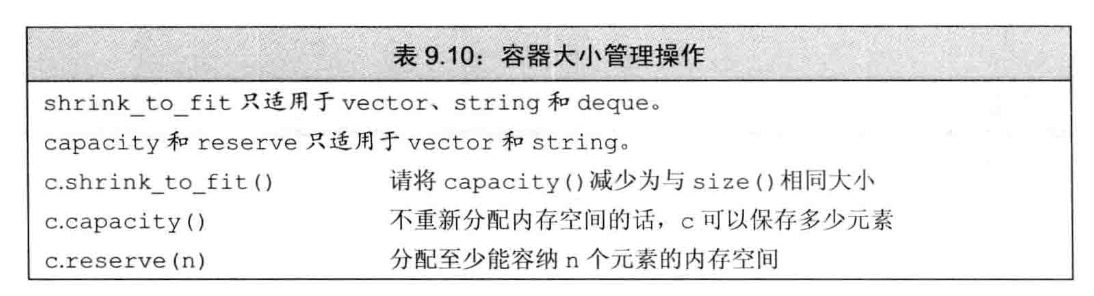 表 9.10：容器大小管理操作
shrink_to_fit 只适用于 vector、string 和 deque。
capacity 和 reserve 只适用于 vector 和 string。
c.shrink_to_fit() 请将 capacity()减少为与 size()相同大小
c.capacity() 不重新分配内存空间的话，c 可以保存多少元素
c.reserve(n) 分配至少能容纳 n 个元素的内存空间